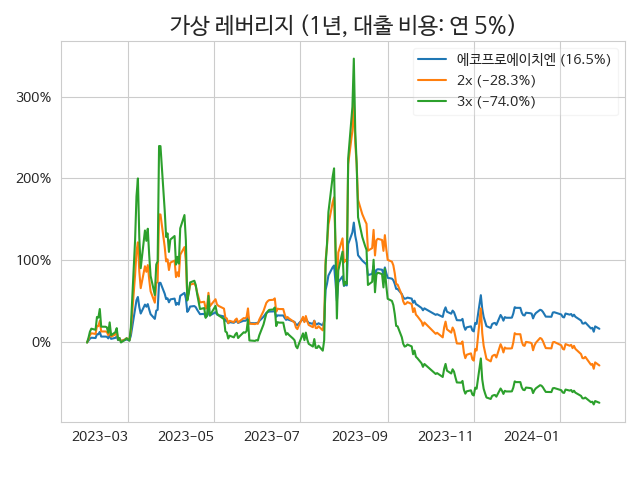 가상 레버리지 (1년, 대출 비용: 연 5%)
에코프로에이치엔 (16.5%)
2x (−28.3%)
3x (−74.0%)
300%
200%
100%
0%
2023−03 2023−05 2023−07 2023−09 2023−11 2024−01